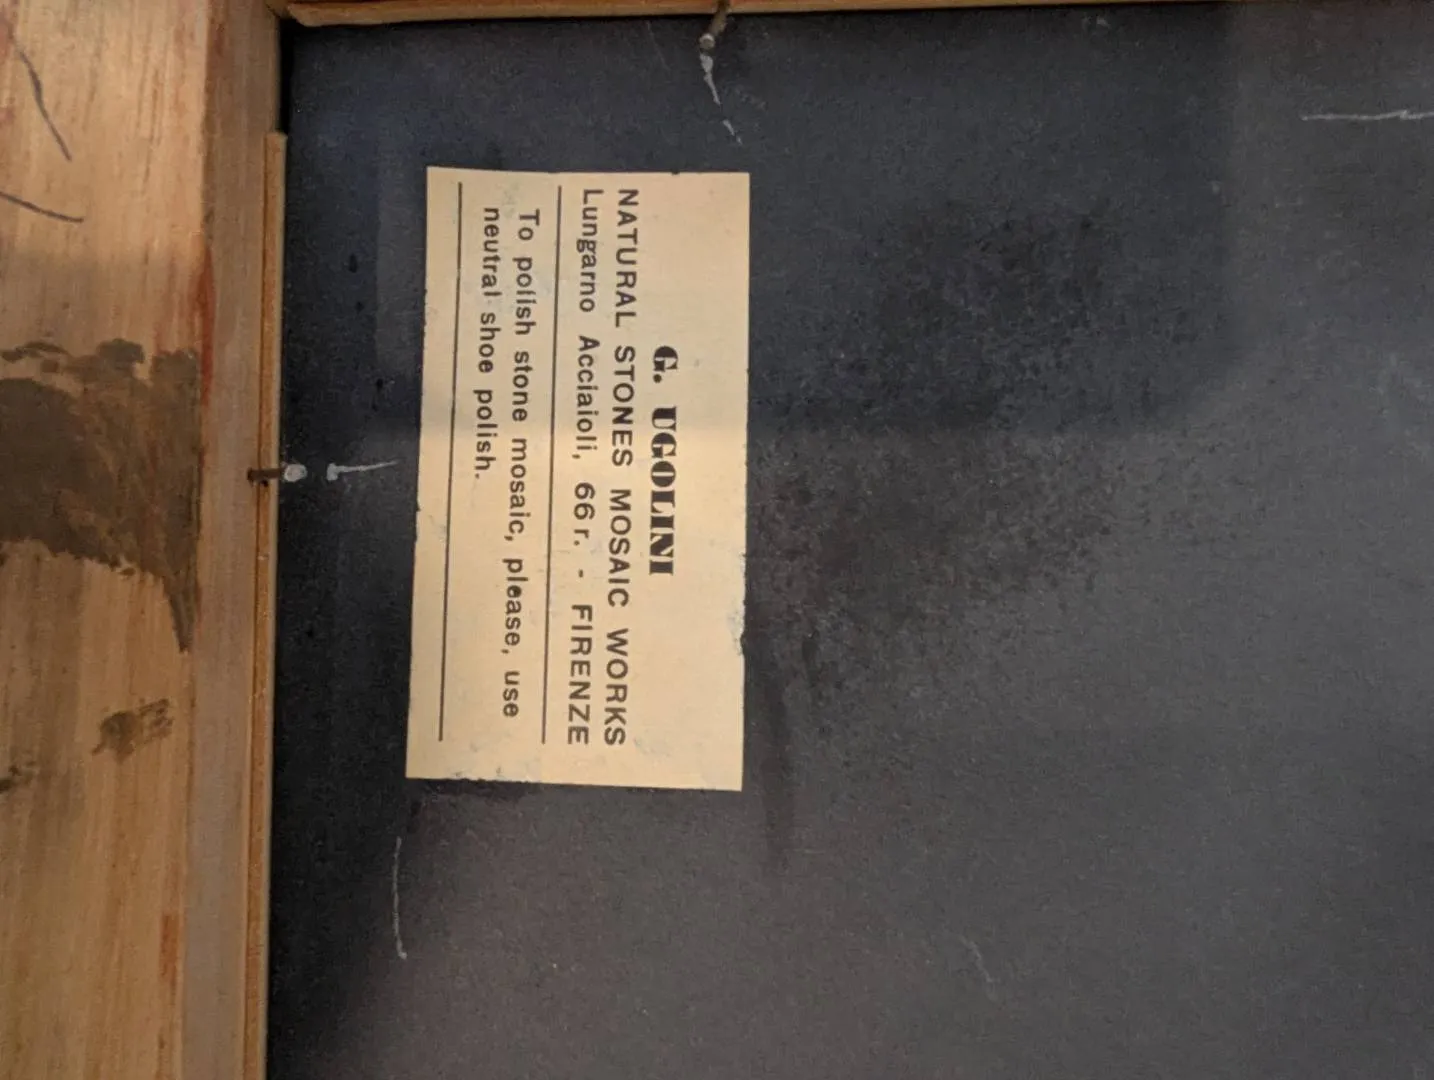 G. UGOLINI
NATURAL STONES MOSAIC WORKS
Lungarno Acciaioli, 66 r. - FIRENZE
To polish stone mosaic, please, use
neutral shoe polish.